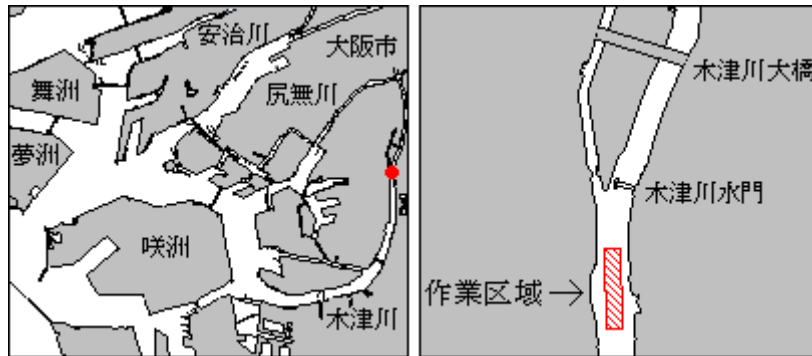 安治川
大阪市
舞洲
尻無川
夢洲
咲洲
木津川
木津川大橋
木津川水門
作業区域→